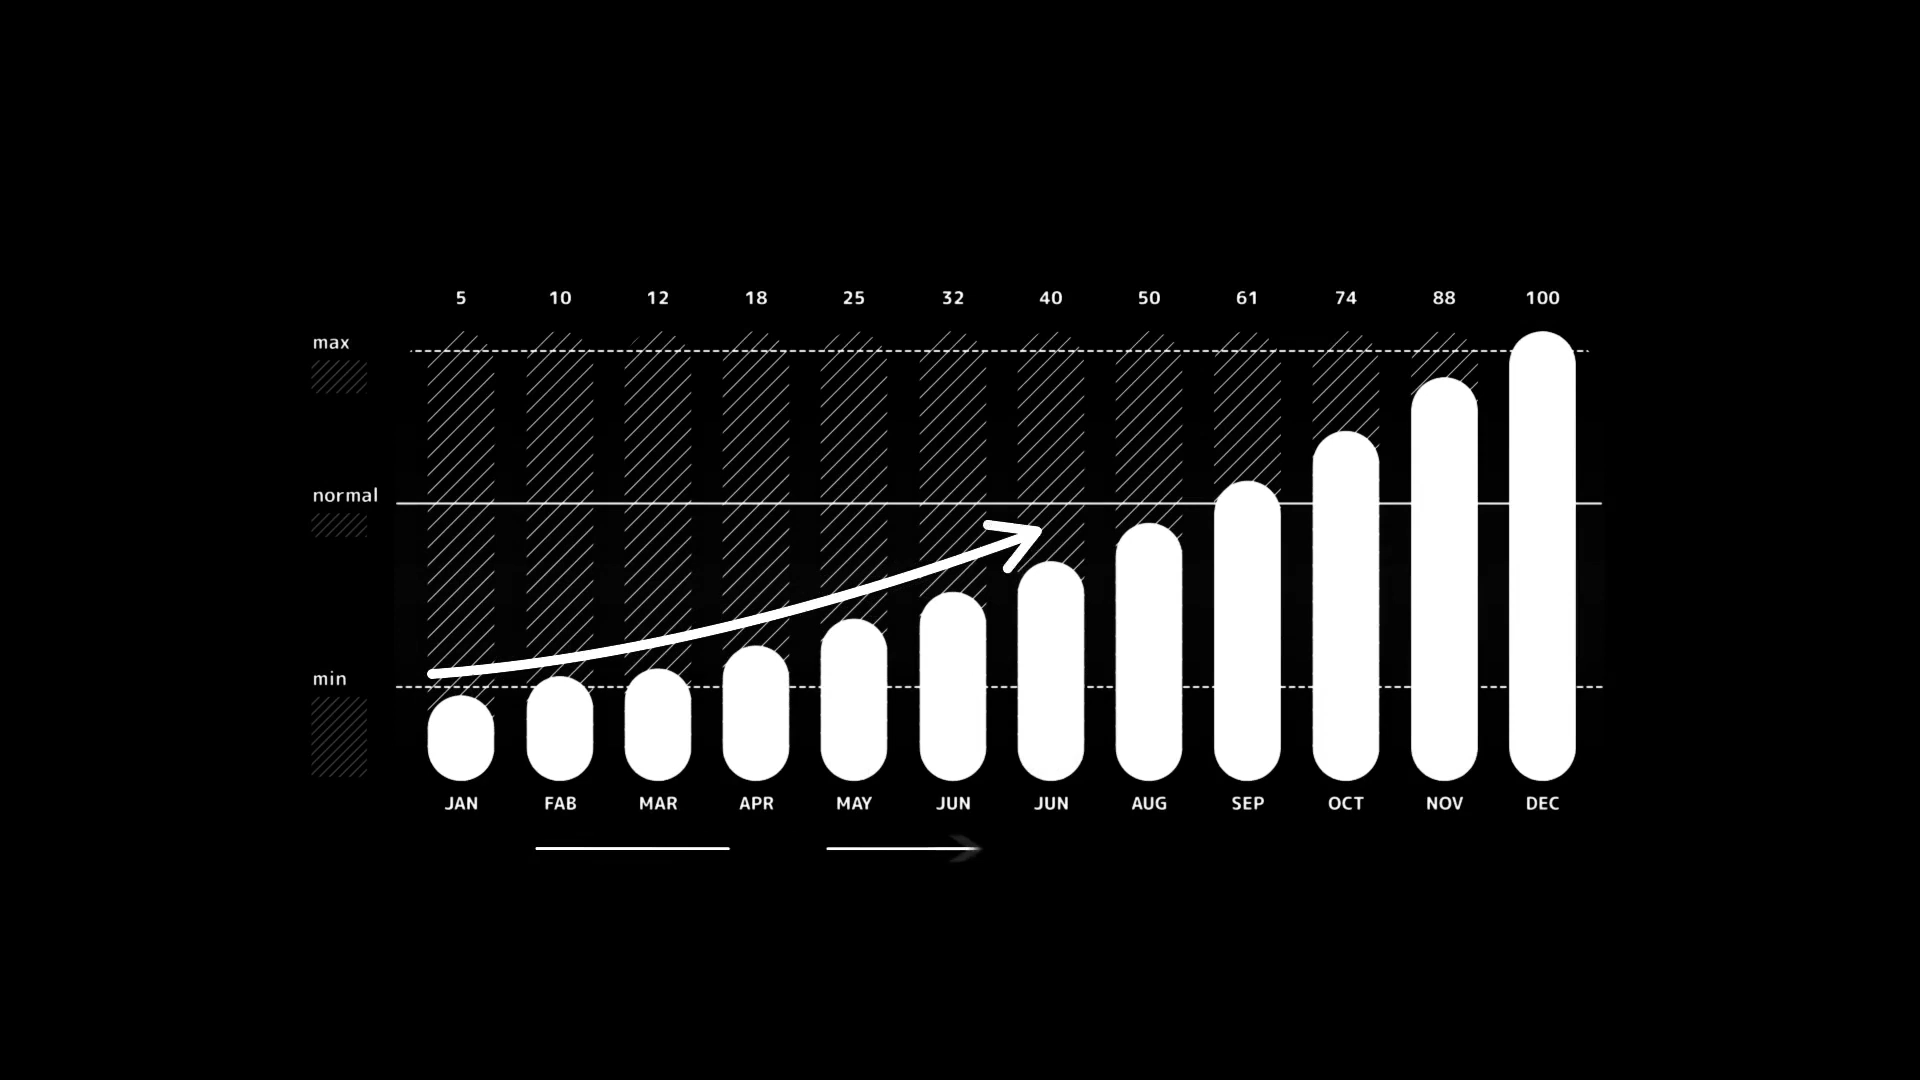 5 10 12 18 25 32 40 50 61 74 88 100
max
normal
min
JAN FAB MAR APR MAY JUN JUN AUG SEP OCT NOV DEC